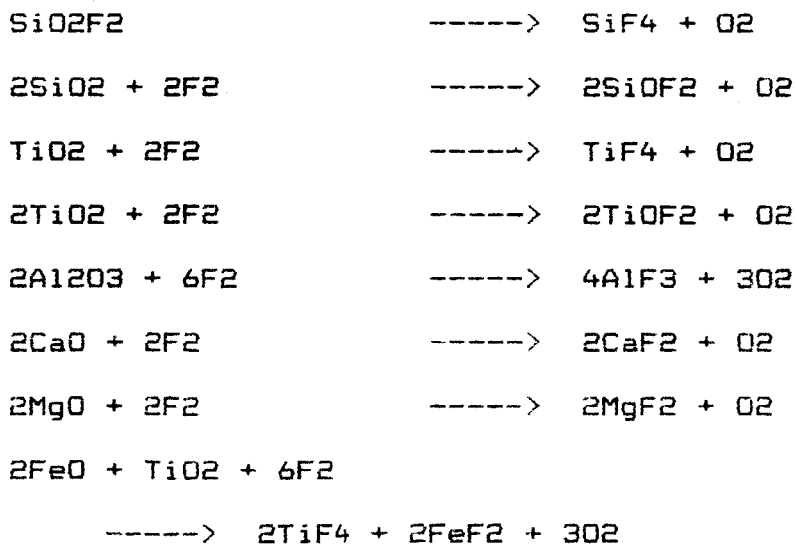 SiO2F2 -----> SiF4 + O2
2SiO2 + 2F2 -----> 2SiOF2 + O2
TiO2 + 2F2 -----> TiF4 + O2
2TiO2 + 2F2 -----> 2TiOF2 + O2
2Al2O3 + 6F2 -----> 4AlF3 + 3O2
2CaO + 2F2 -----> 2CaF2 + O2
2MgO + 2F2 -----> 2MgF2 + O2
2FeO + TiO2 + 6F2
-----> 2TiF4 + 2FeF2 + 3O2